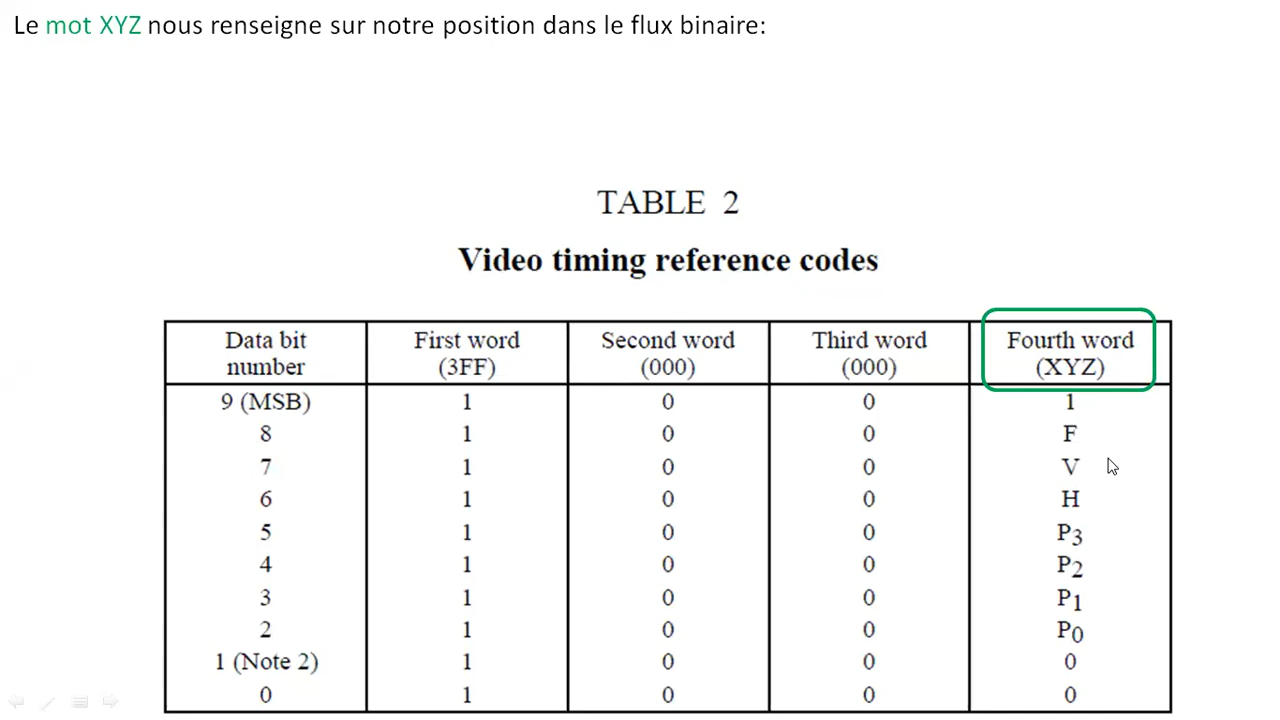 Le mot XYZ nous renseigne sur notre position dans le flux binaire:
TABLE 2
Video timing reference codes
Data bit number First word (3FF) Second word (000) Third word (000) Fourth word (XYZ)
9 (MSB) 1 0 0 1
8 1 0 0 F
7 1 0 0 V
6 1 0 0 H
5 1 0 0 P3
4 1 0 0 P2
3 1 0 0 P1
2 1 0 0 P0
1 (Note 2) 1 0 0 0
0 1 0 0 0